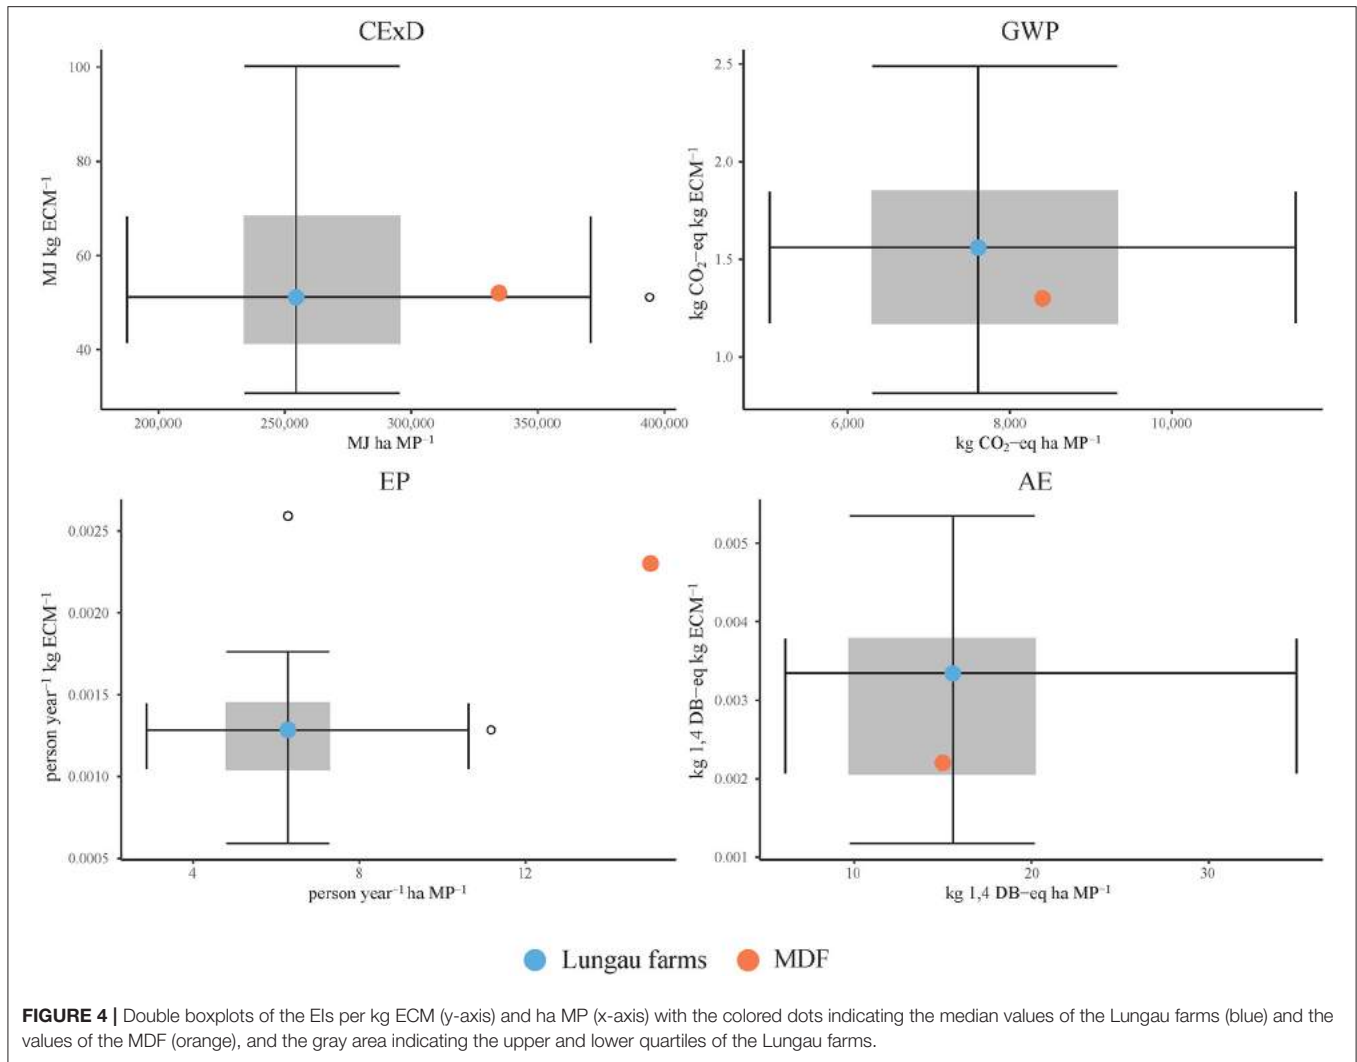 CExD
100
80
60
40
MJ kg ECM⁻¹
200,000 250,000 300,000 350,000 400,000
MJ ha MP⁻¹
GWP
2.5
2.0
1.5
1.0
kg CO₂−eq kg ECM⁻¹
6,000 8,000 10,000
kg CO₂−eq ha MP⁻¹
EP
0.0025
0.0020
0.0015
0.0010
0.0005
person year⁻¹ kg ECM⁻¹
4 8 12
person year⁻¹ ha MP⁻¹
AE
0.005
0.004
0.003
0.002
0.001
kg 1,4 DB−eq kg ECM⁻¹
10 20 30
kg 1,4 DB−eq ha MP⁻¹
Lungau farms MDF
FIGURE 4 | Double boxplots of the EIs per kg ECM (y-axis) and ha MP (x-axis) with the colored dots indicating the median values of the Lungau farms (blue) and the
values of the MDF (orange), and the gray area indicating the upper and lower quartiles of the Lungau farms.